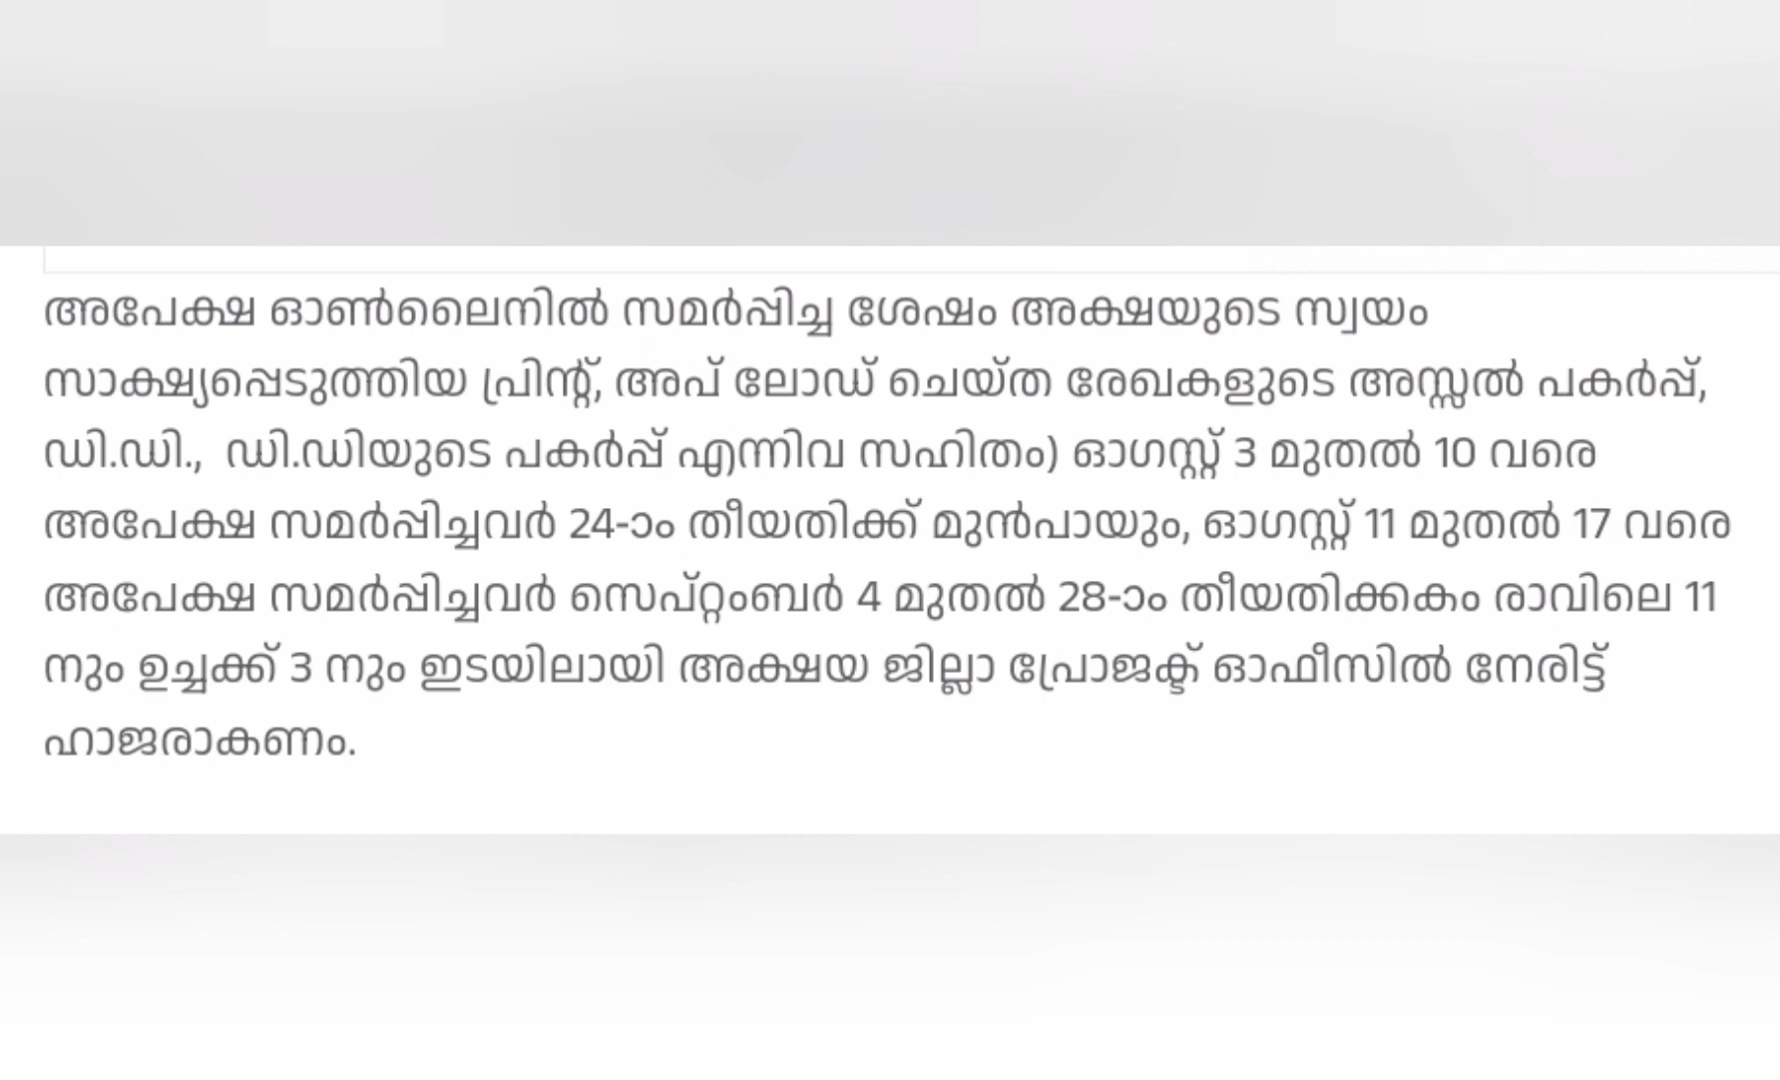 അപേക്ഷ ഓൺലൈനിൽ സമർപ്പിച്ച ശേഷം അക്ഷയുടെ സ്വയം
സാക്ഷ്യപ്പെടുത്തിയ പ്രിന്റ്, അപ് ലോഡ് ചെയ്ത രേഖകളുടെ അസ്സൽ പകർപ്പ്,
ഡി.ഡി., ഡി.ഡിയുടെ പകർപ്പ് എന്നിവ സഹിതം) ഓഗസ്റ്റ് 3 മുതൽ 10 വരെ
അപേക്ഷ സമർപ്പിച്ചവർ 24-ാം തീയതിക്ക് മുൻപായും, ഓഗസ്റ്റ് 11 മുതൽ 17 വരെ
അപേക്ഷ സമർപ്പിച്ചവർ സെപ്റ്റംബർ 4 മുതൽ 28-ാം തീയതിക്കകം രാവിലെ 11
നും ഉച്ചക്ക് 3 നും ഇടയിലായി അക്ഷയ ജില്ലാ പ്രോജക്ട് ഓഫീസിൽ നേരിട്ട്
ഹാജരാകണം.